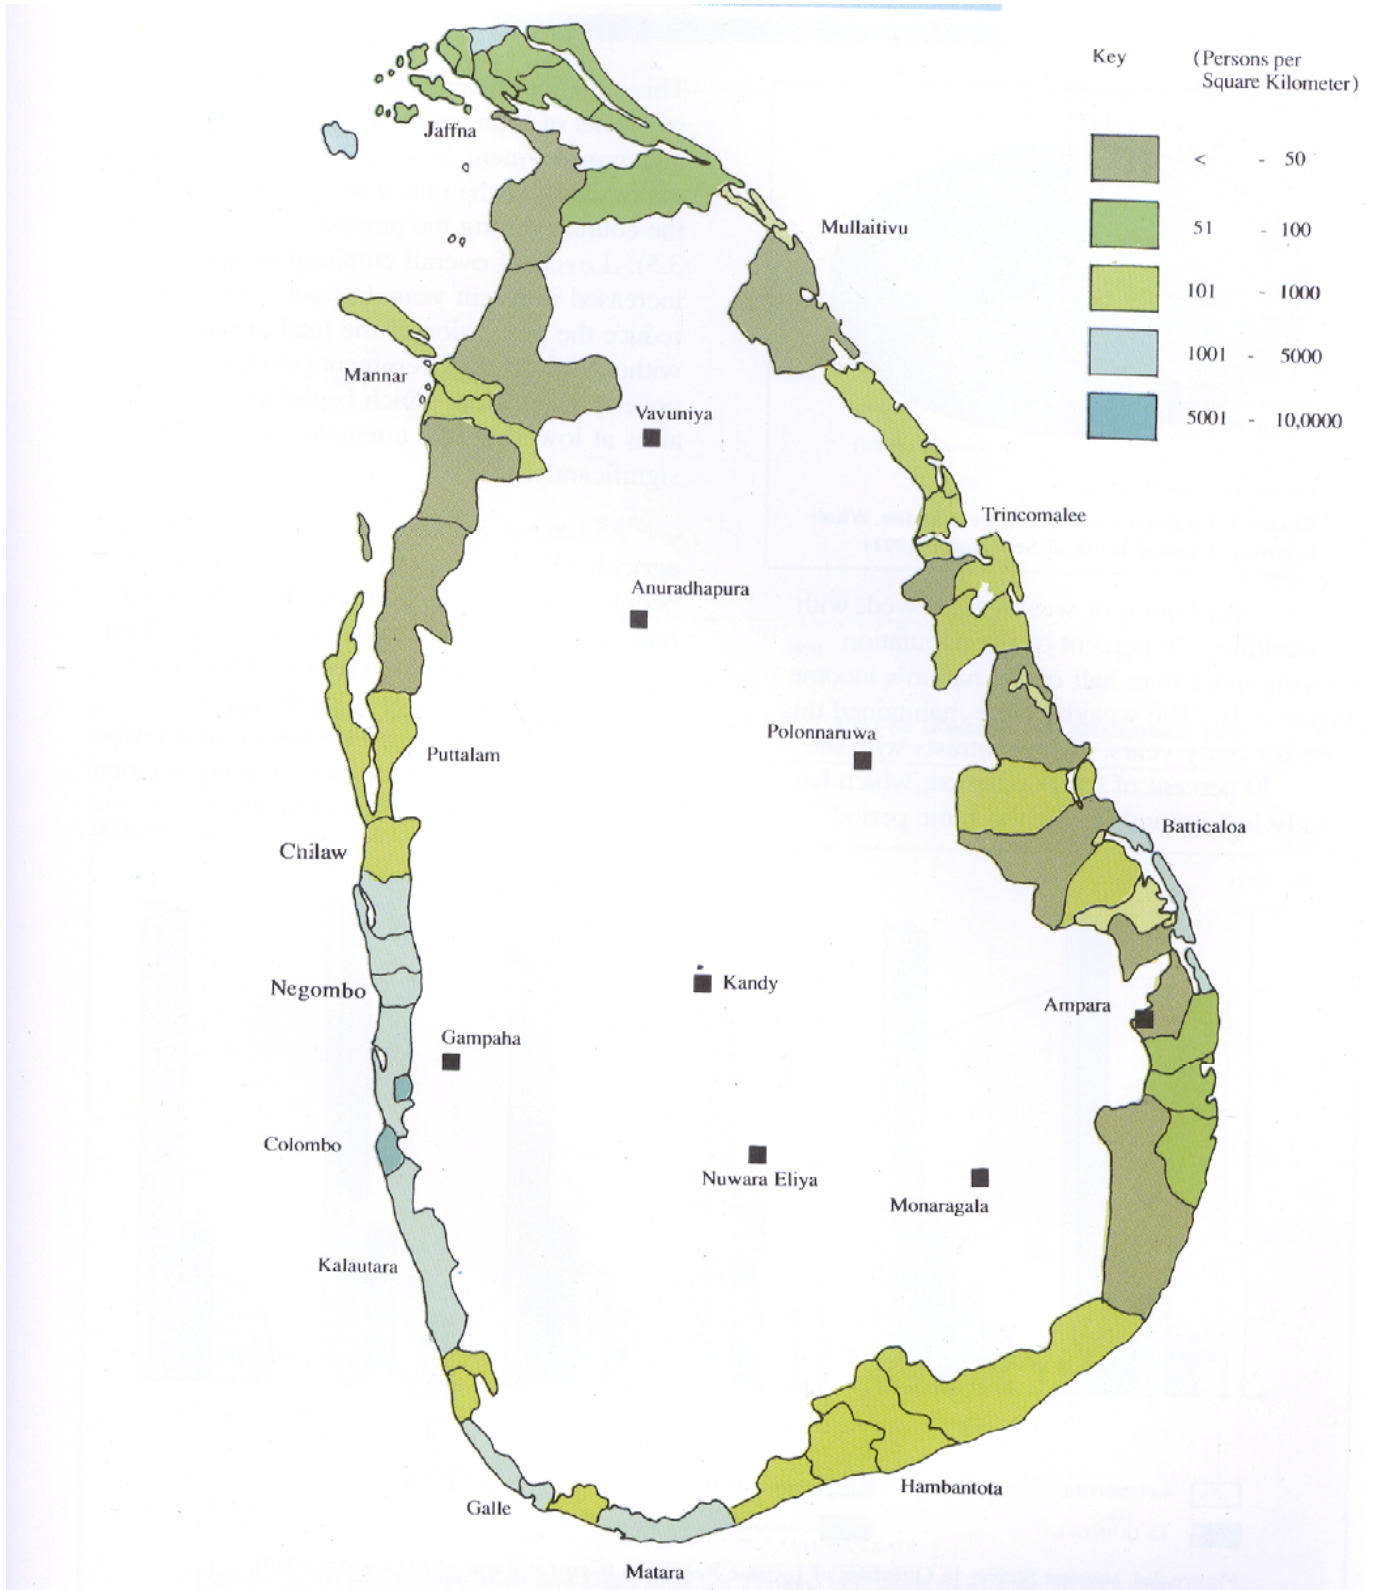 Key
(Persons per
Square Kilometer)
< - 50
51 - 100
101 - 1000
1001 - 5000
5001 - 10,0000
Jaffna
Mullaitivu
Mannar
Vavuniya
Trincomalee
Anuradhapura
Polonnaruwa
Puttalam
Batticaloa
Chilaw
Kandy
Negombo
Ampara
Gampaha
Colombo
Nuwara Eliya
Monaragala
Kalautara
Hambantota
Galle
Matara